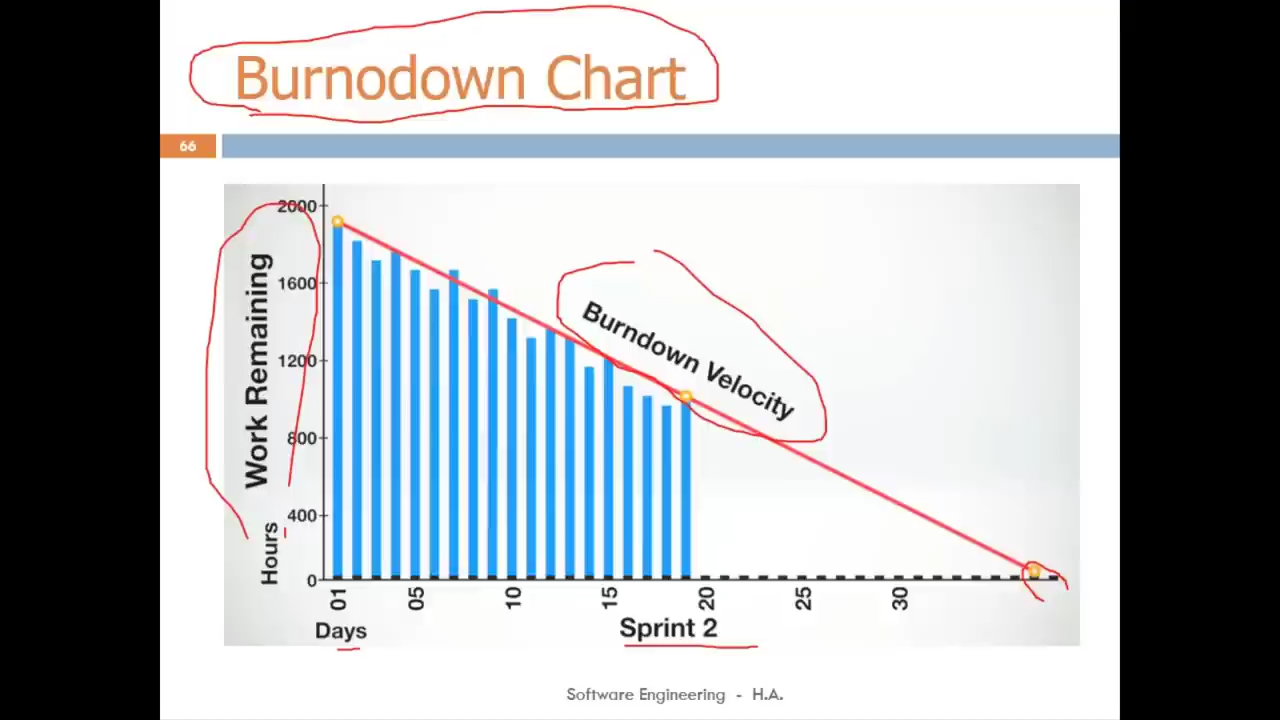 Burnodown Chart
66
2000
1600
1200
800
400
0
Work Remaining
Hours
Burndown Velocity
01 05 10 15 20 25 30
Days
Sprint 2
Software Engineering - H.A.